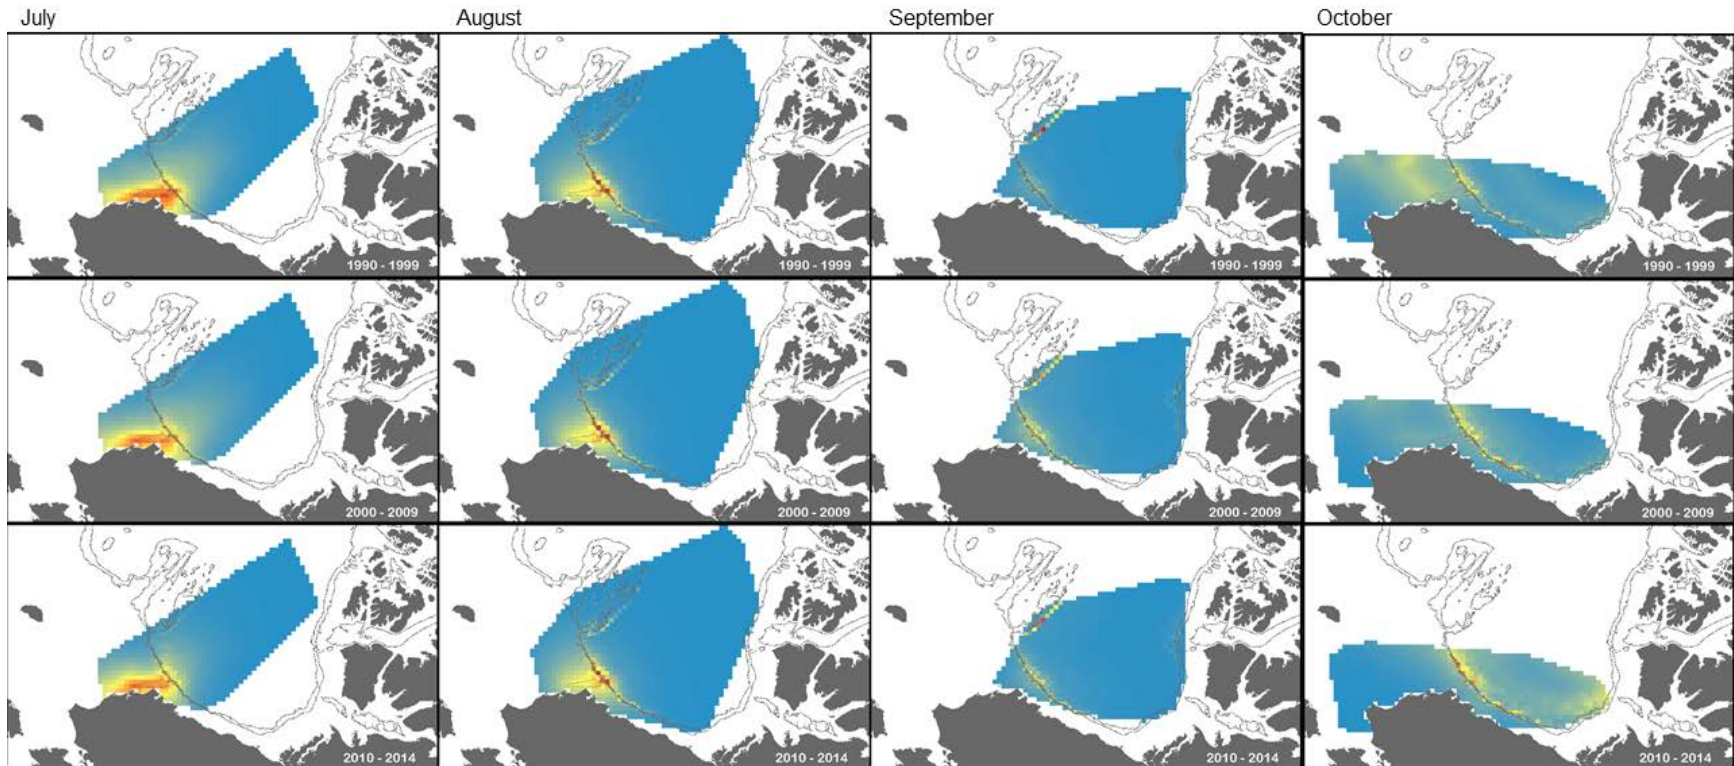 July August September October
1990 - 1999 1990 - 1999 1990 - 1999 1990 - 1999
2000 - 2009 2000 - 2009 2000 - 2009 2000 - 2009
2010 - 2014 2010 - 2014 2010 - 2014 2010 - 2014